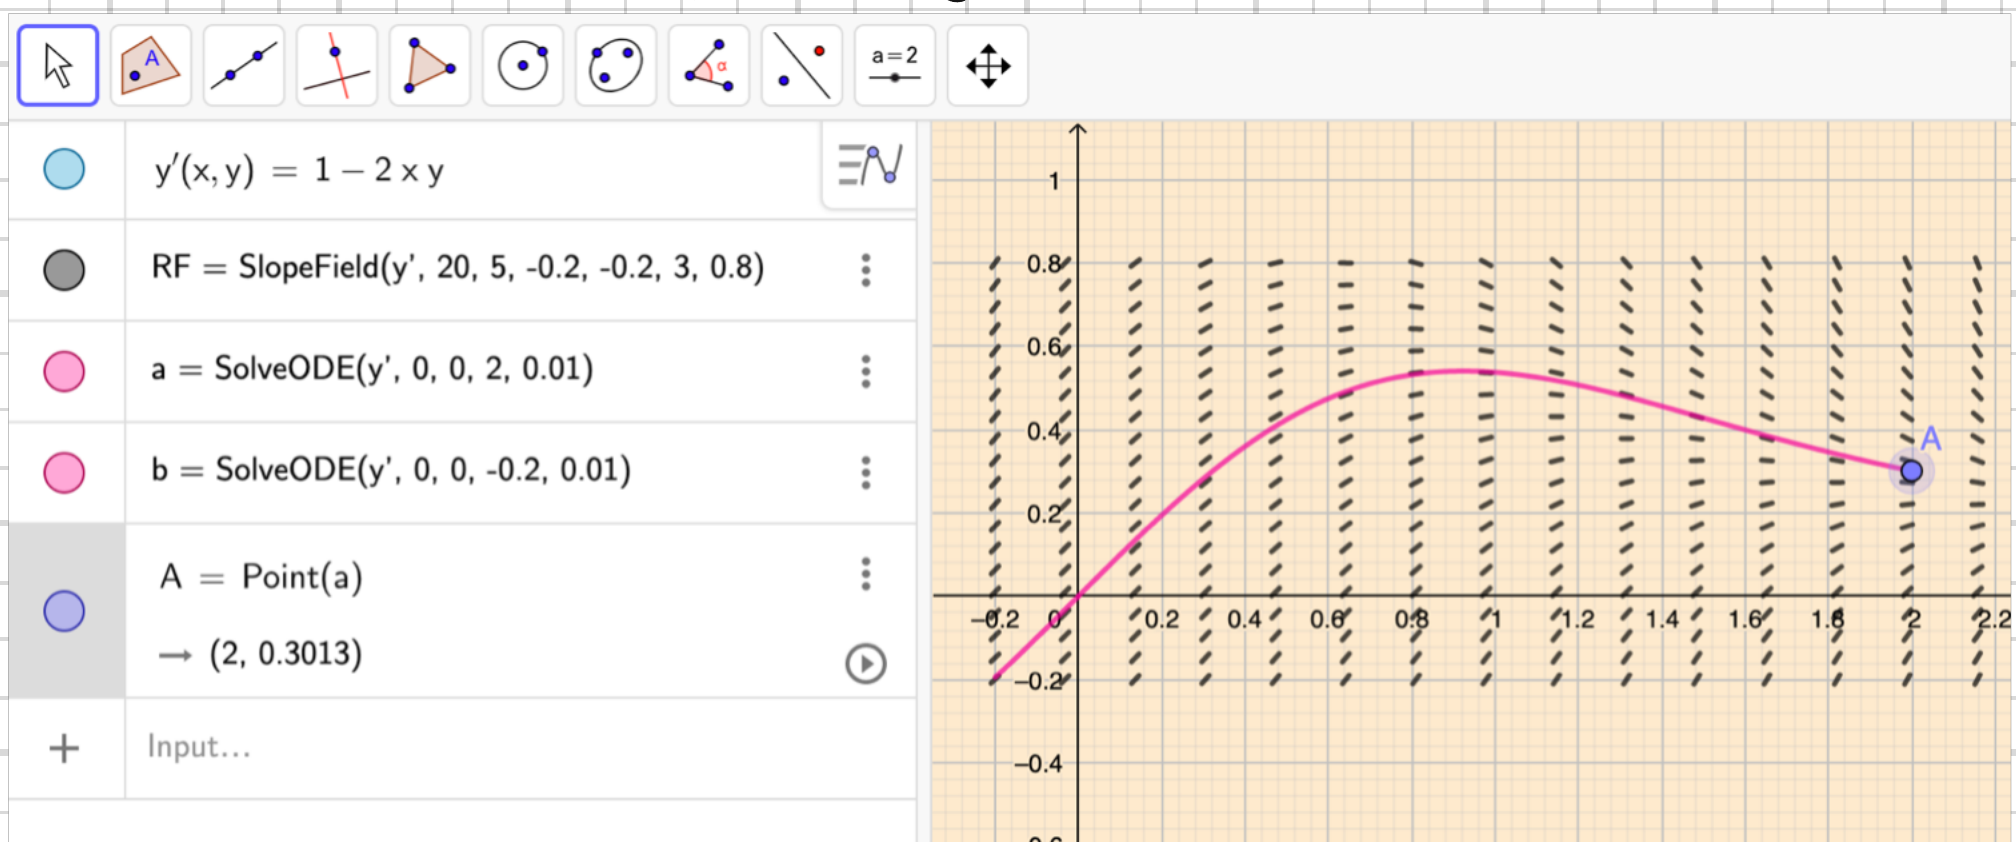 A
α
a=2
y′(x, y) = 1 – 2 x y
RF = SlopeField(y', 20, 5, -0.2, -0.2, 3, 0.8)
a = SolveODE(y', 0, 0, 2, 0.01)
b = SolveODE(y', 0, 0, -0.2, 0.01)
A = Point(a)
→ (2, 0.3013)
+ Input...
1
0.8
0.6
0.4
A
0.2
–0.2 0 0.2 0.4 0.6 0.8 1 1.2 1.4 1.6 1.8 2 2.2
–0.2
–0.4